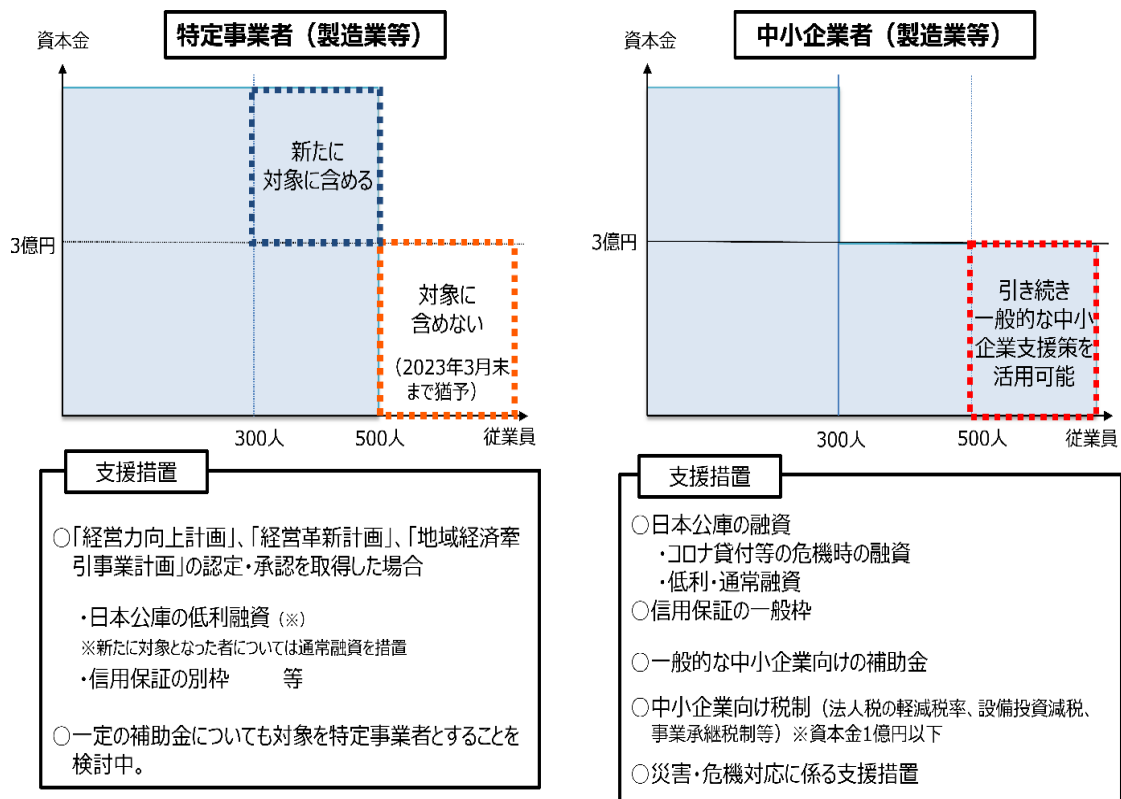 特定事業者（製造業等）
資本金
新たに
対象に含める
3億円
対象に
含めない
（2023年3月末
まで猶予）
300人
500人
従業員
支援措置
○「経営力向上計画」、「経営革新計画」、「地域経済牽
引事業計画」の認定・承認を取得した場合
・日本公庫の低利融資（※）
※新たに対象となった者については通常融資を措置
・信用保証の別枠　　等
○一定の補助金についても対象を特定事業者とすることを
検討中。
中小企業者（製造業等）
資本金
3億円
引き続き
一般的な中小
企業支援策を
活用可能
300人
500人
従業員
支援措置
○日本公庫の融資
・コロナ貸付等の危機時の融資
・低利・通常融資
○信用保証の一般枠
○一般的な中小企業向けの補助金
○中小企業向け税制（法人税の軽減税率、設備投資減税、
事業承継税制等）※資本金1億円以下
○災害・危機対応に係る支援措置